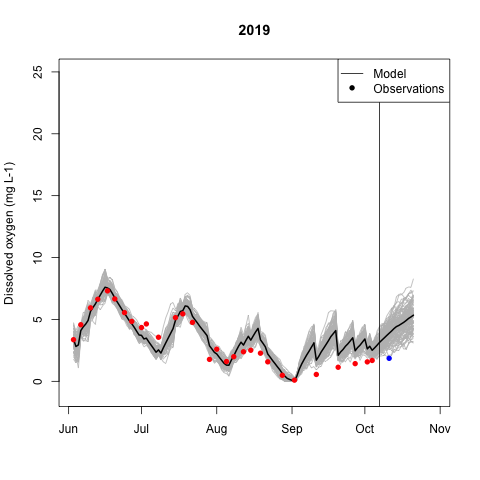 2019
Dissolved oxygen (mg L-1)
25
20
15
10
5
0
Model
Observations
Jun Jul Aug Sep Oct Nov